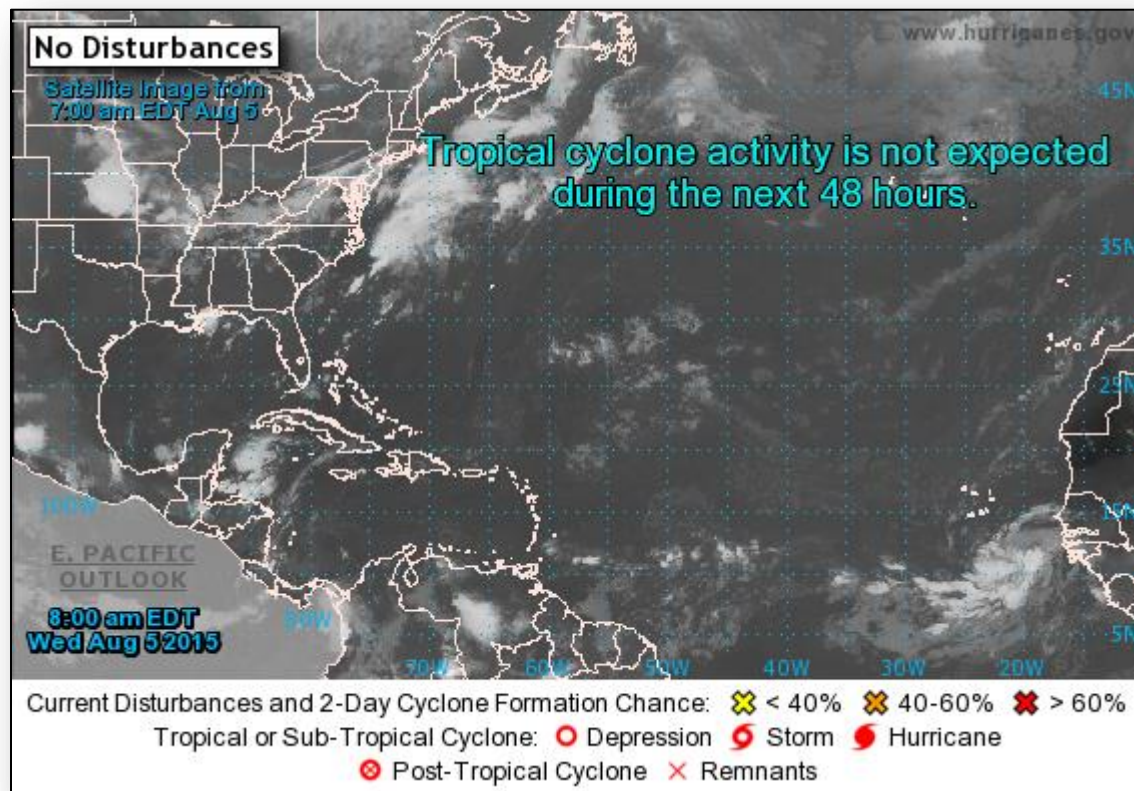 No Disturbances
www.hurricanes.gov
Satellite Image from
7:00 am EDT Aug 5
45N
Tropical cyclone activity is not expected
during the next 48 hours.
35N
25N
100W
15N
E. PACIFIC
OUTLOOK
8:00 am EDT
Wed Aug 5 2015
80W
5N
70W 60W 50W 40W 30W 20W
Current Disturbances and 2-Day Cyclone Formation Chance: < 40% 40-60% > 60%
Tropical or Sub-Tropical Cyclone: Depression Storm Hurricane
Post-Tropical Cyclone Remnants